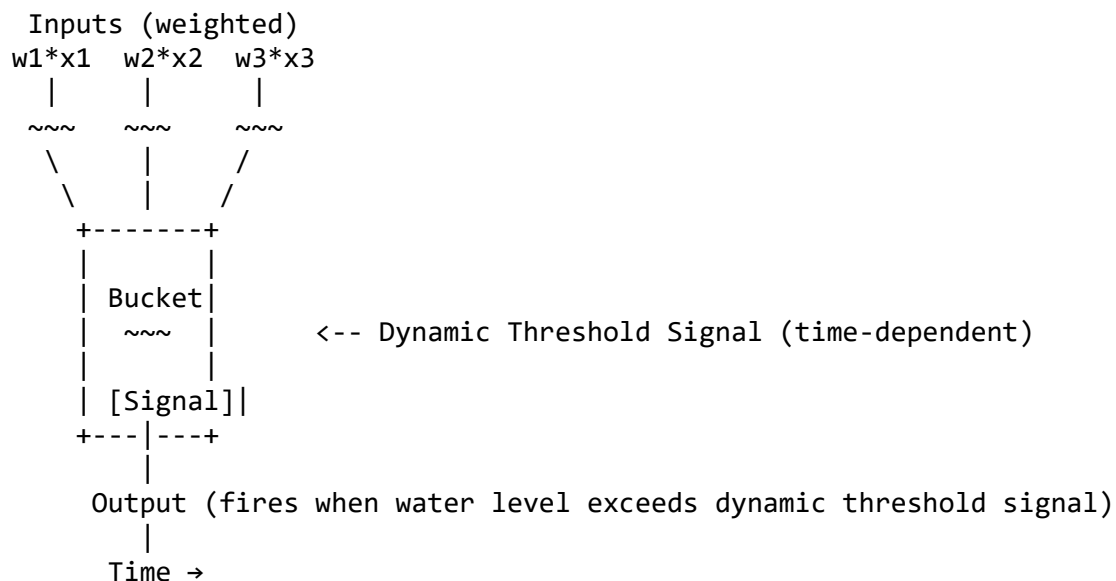 Inputs (weighted)
w1*x1 w2*x2 w3*x3
~~~ ~~~ ~~~
Bucket
~~~ <-- Dynamic Threshold Signal (time-dependent)
[Signal]
Output (fires when water level exceeds dynamic threshold signal)
Time →